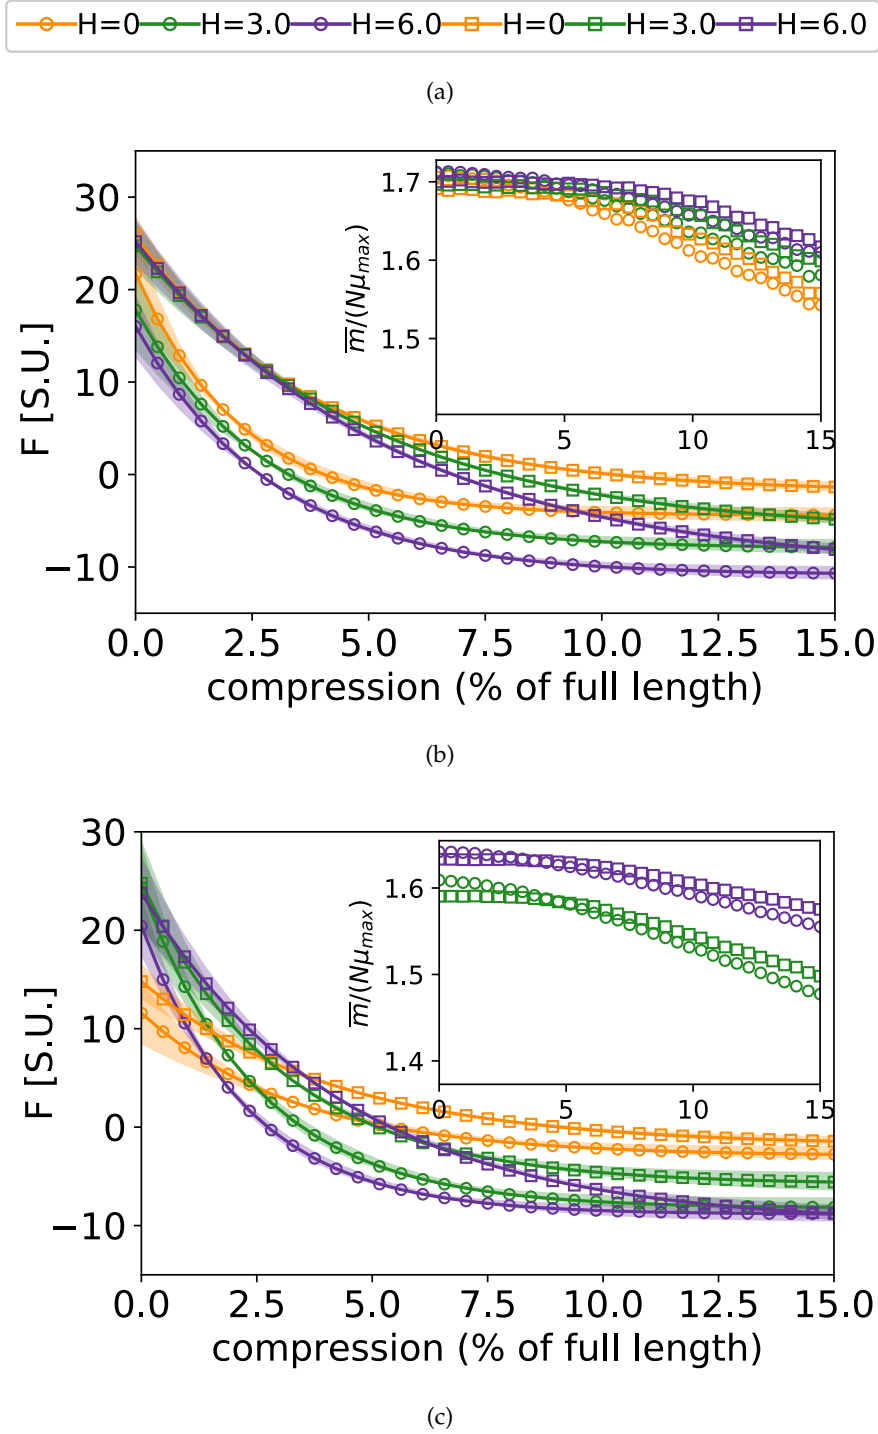 H=0 H=3.0 H=6.0 H=0 H=3.0 H=6.0
(a)
30
20
10
0
−10
F [S.U.]
1.7
1.6
1.5
m̅/(Nμmax)
0 5 10 15
0.0 2.5 5.0 7.5 10.0 12.5 15.0
compression (% of full length)
(b)
30
20
10
0
−10
F [S.U.]
1.6
1.5
1.4
m̅/(Nμmax)
0 5 10 15
0.0 2.5 5.0 7.5 10.0 12.5 15.0
compression (% of full length)
(c)